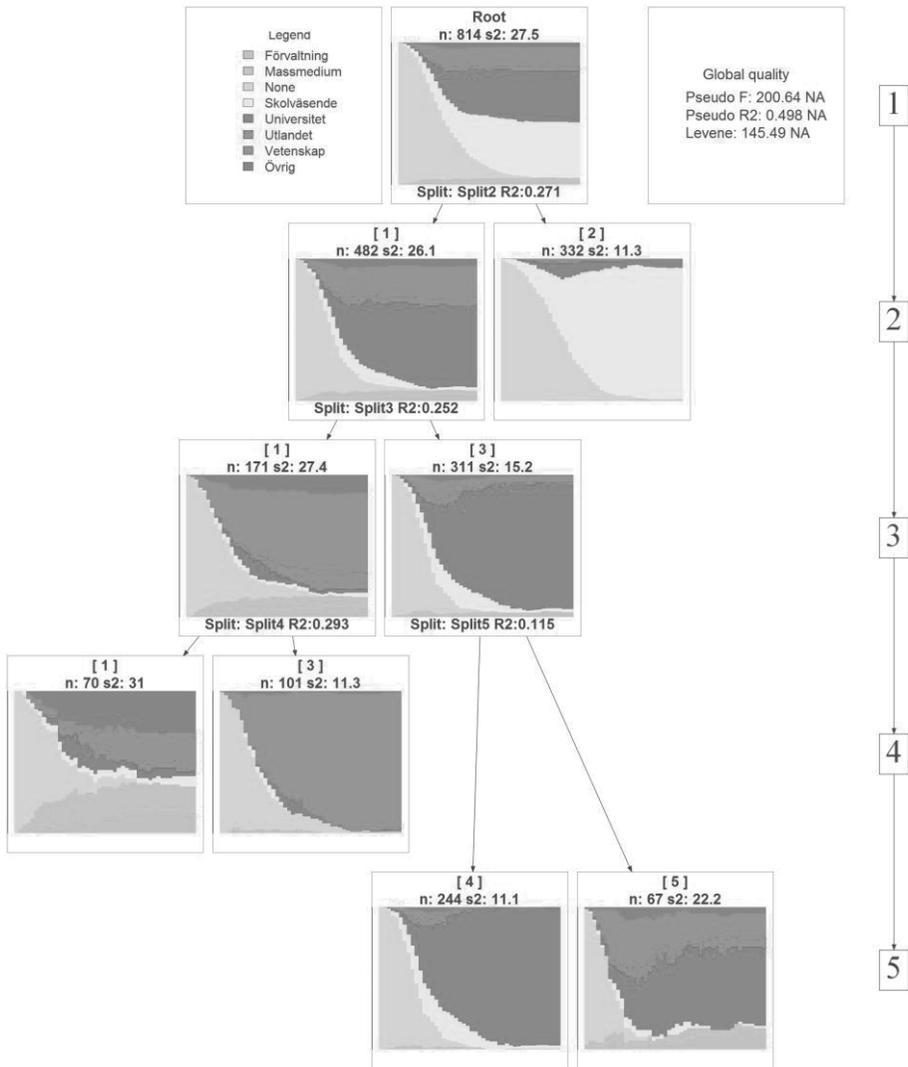 Legend
Förvaltning
Massmedium
None
Skolväsende
Universitet
Utlandet
Vetenskap
Övrig
Root
n: 814 s2: 27.5
Split: Split2 R2:0.271
Global quality
Pseudo F: 200.64 NA
Pseudo R2: 0.498 NA
Levene: 145.49 NA
1
[ 1 ]
n: 482 s2: 26.1
Split: Split3 R2:0.252
[ 2 ]
n: 332 s2: 11.3
2
[ 1 ]
n: 171 s2: 27.4
Split: Split4 R2:0.293
[ 3 ]
n: 311 s2: 15.2
Split: Split5 R2:0.115
3
[ 1 ]
n: 70 s2: 31
[ 3 ]
n: 101 s2: 11.3
4
[ 4 ]
n: 244 s2: 11.1
[ 5 ]
n: 67 s2: 22.2
5